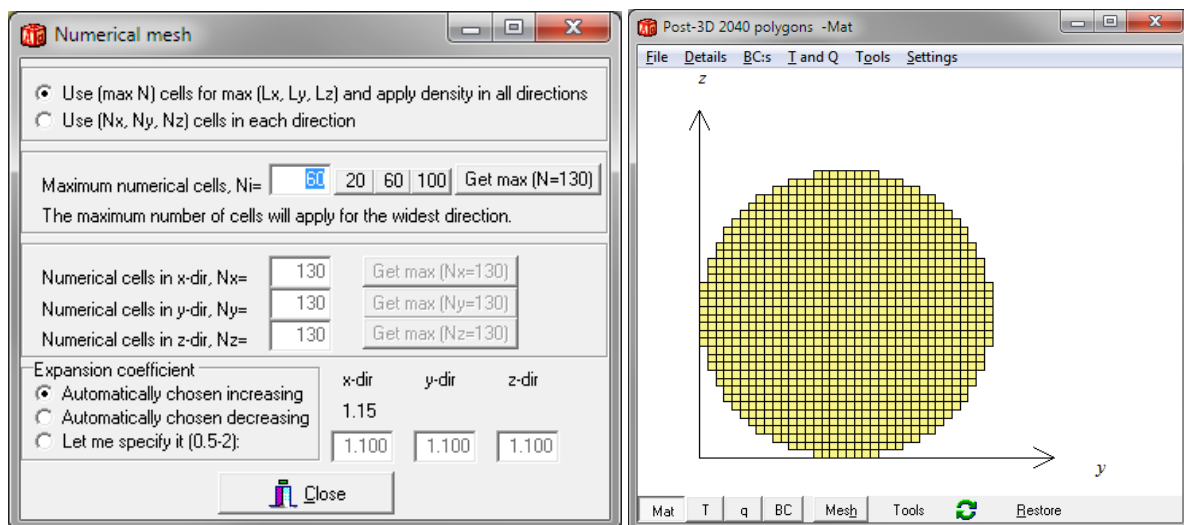 Numerical mesh
Use (max N) cells for max (Lx, Ly, Lz) and apply density in all directions
Use (Nx, Ny, Nz) cells in each direction
Maximum numerical cells, Ni= 60 20 60 100 Get max (N=130)
The maximum number of cells will apply for the widest direction.
Numerical cells in x-dir, Nx= 130 Get max (Nx=130)
Numerical cells in y-dir, Ny= 130 Get max (Ny=130)
Numerical cells in z-dir, Nz= 130 Get max (Nz=130)
Expansion coefficient x-dir y-dir z-dir
Automatically chosen increasing
Automatically chosen decreasing 1.15
Let me specify it (0.5-2): 1.100 1.100 1.100
Close
Post-3D 2040 polygons -Mat
File Details BC:s T and Q Tools Settings
z
y
Mat T q BC Mesh Tools Restore